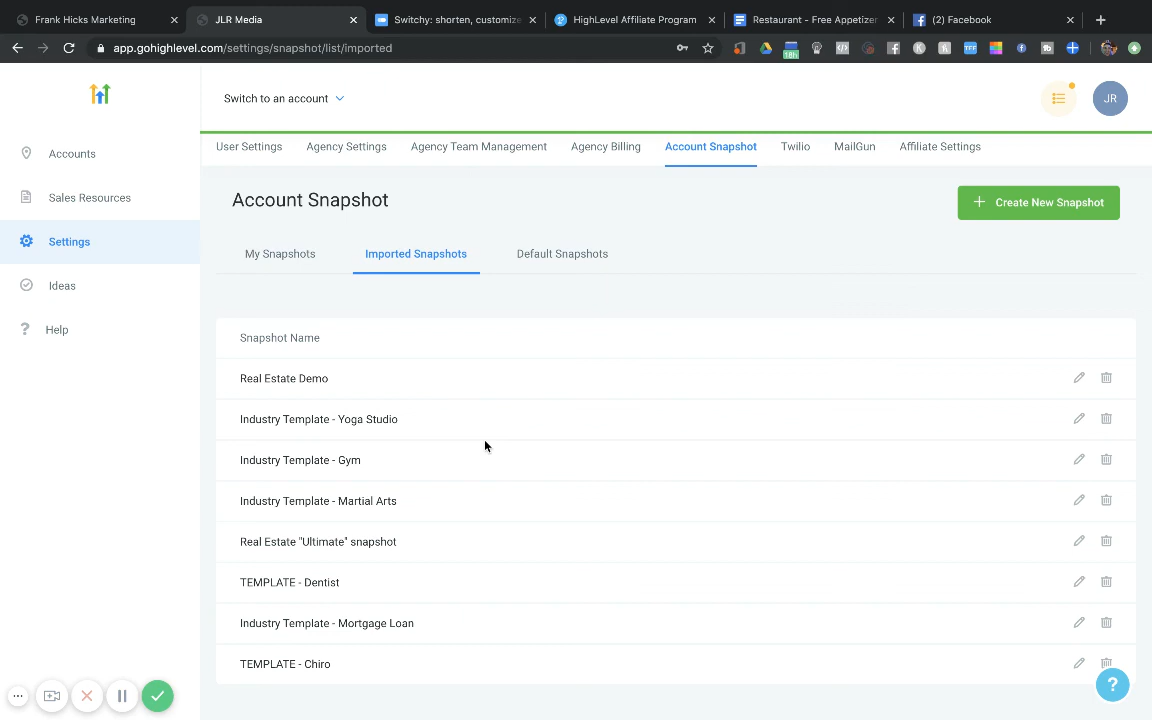 Frank Hicks Marketing
JLR Media
Switchy: shorten, customize
HighLevel Affiliate Program
Restaurant - Free Appetizer
(2) Facebook
app.gohighlevel.com/settings/snapshot/list/imported
18h
TFF
Switch to an account
JR
Accounts
Sales Resources
Settings
Ideas
Help
User Settings
Agency Settings
Agency Team Management
Agency Billing
Account Snapshot
Twilio
MailGun
Affiliate Settings
Account Snapshot
+ Create New Snapshot
My Snapshots
Imported Snapshots
Default Snapshots
Snapshot Name
Real Estate Demo
Industry Template - Yoga Studio
Industry Template - Gym
Industry Template - Martial Arts
Real Estate "Ultimate" snapshot
TEMPLATE - Dentist
Industry Template - Mortgage Loan
TEMPLATE - Chiro
?